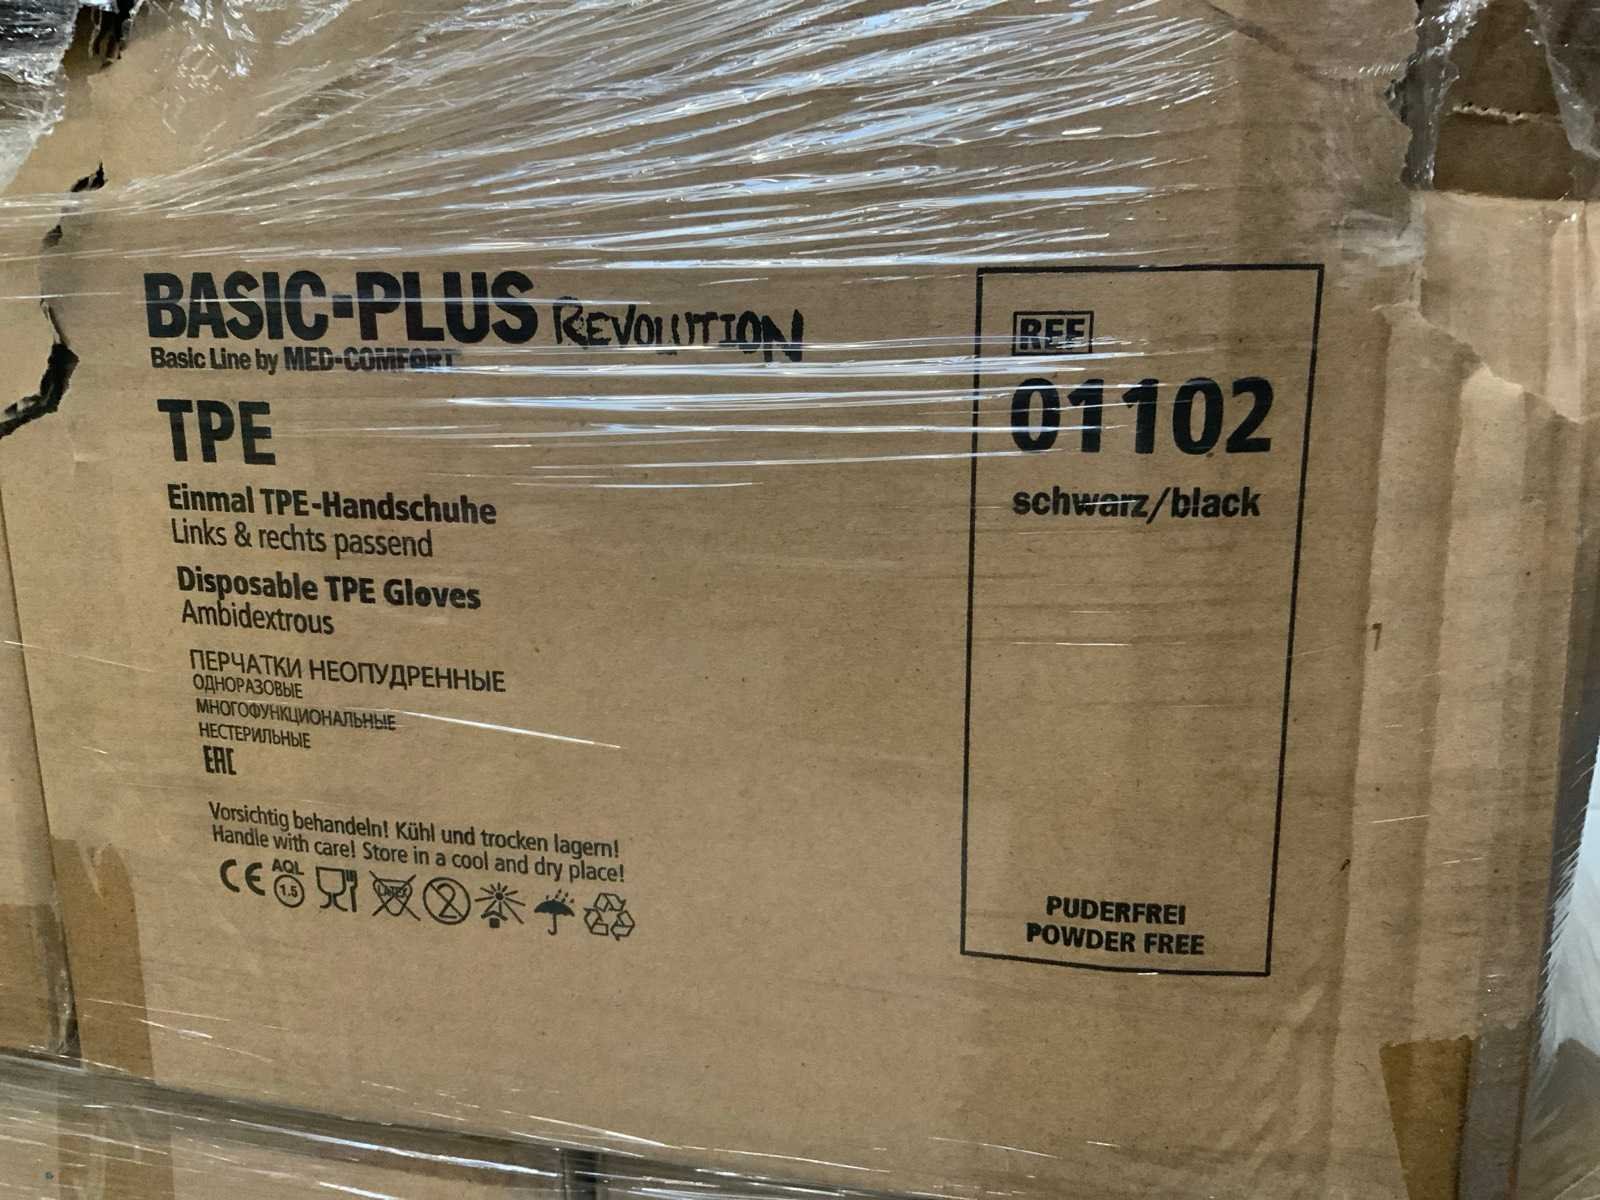 BASIC-PLUS REVOLUTION
Basic Line by MED-COMFORT
TPE
Einmal TPE-Handschuhe
Links & rechts passend
Disposable TPE Gloves
Ambidextrous
ПЕРЧАТКИ НЕОПУДРЕННЫЕ
ОДНОРАЗОВЫЕ
МНОГОФУНКЦИОНАЛЬНЫЕ
НЕСТЕРИЛЬНЫЕ
EAC
Vorsichtig behandeln! Kühl und trocken lagern!
Handle with care! Store in a cool and dry place!
CE AQL 1.5 LATEX 2
REF
01102
schwarz/black
PUDERFREI
POWDER FREE